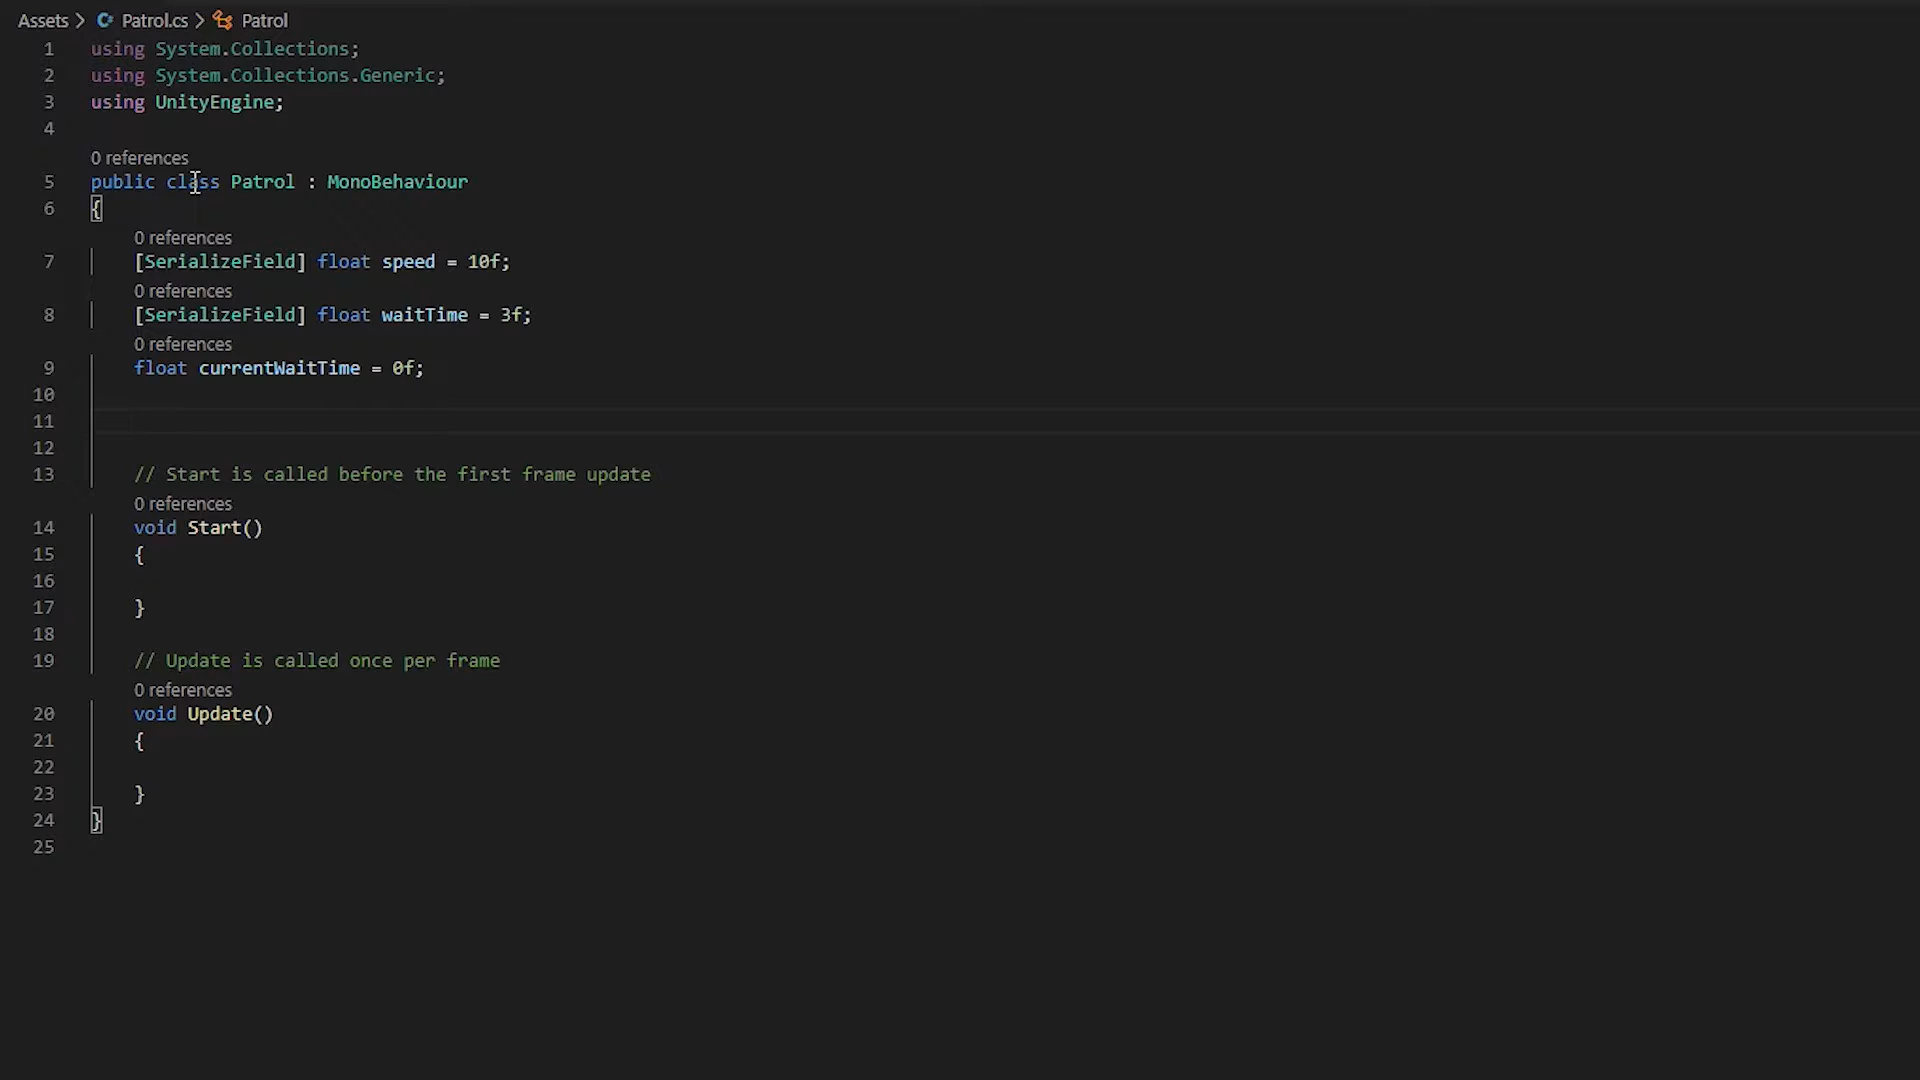 Assets > Patrol.cs > Patrol
1 using System.Collections;
2 using System.Collections.Generic;
3 using UnityEngine;
4
0 references
5 public class Patrol : MonoBehaviour
6 {
0 references
7 [SerializeField] float speed = 10f;
0 references
8 [SerializeField] float waitTime = 3f;
0 references
9 float currentWaitTime = 0f;
10
11
12
13 // Start is called before the first frame update
0 references
14 void Start()
15 {
16
17 }
18
19 // Update is called once per frame
0 references
20 void Update()
21 {
22
23 }
24 }
25